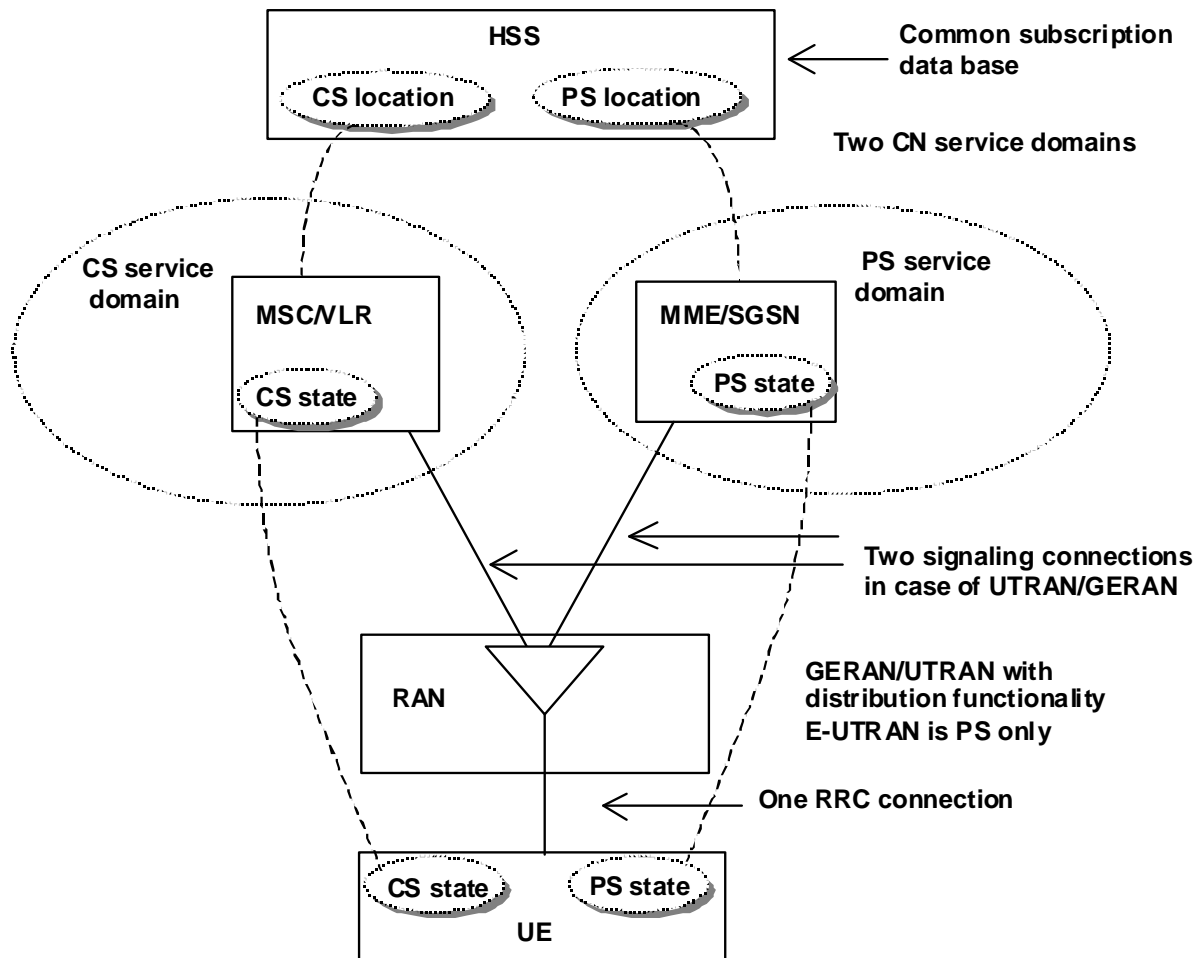 HSS
Common subscription
data base
CS location
PS location
Two CN service domains
CS service
domain
PS service
domain
MSC/VLR
MME/SGSN
CS state
PS state
Two signaling connections
in case of UTRAN/GERAN
RAN
GERAN/UTRAN with
distribution functionality
E-UTRAN is PS only
One RRC connection
CS state
PS state
UE